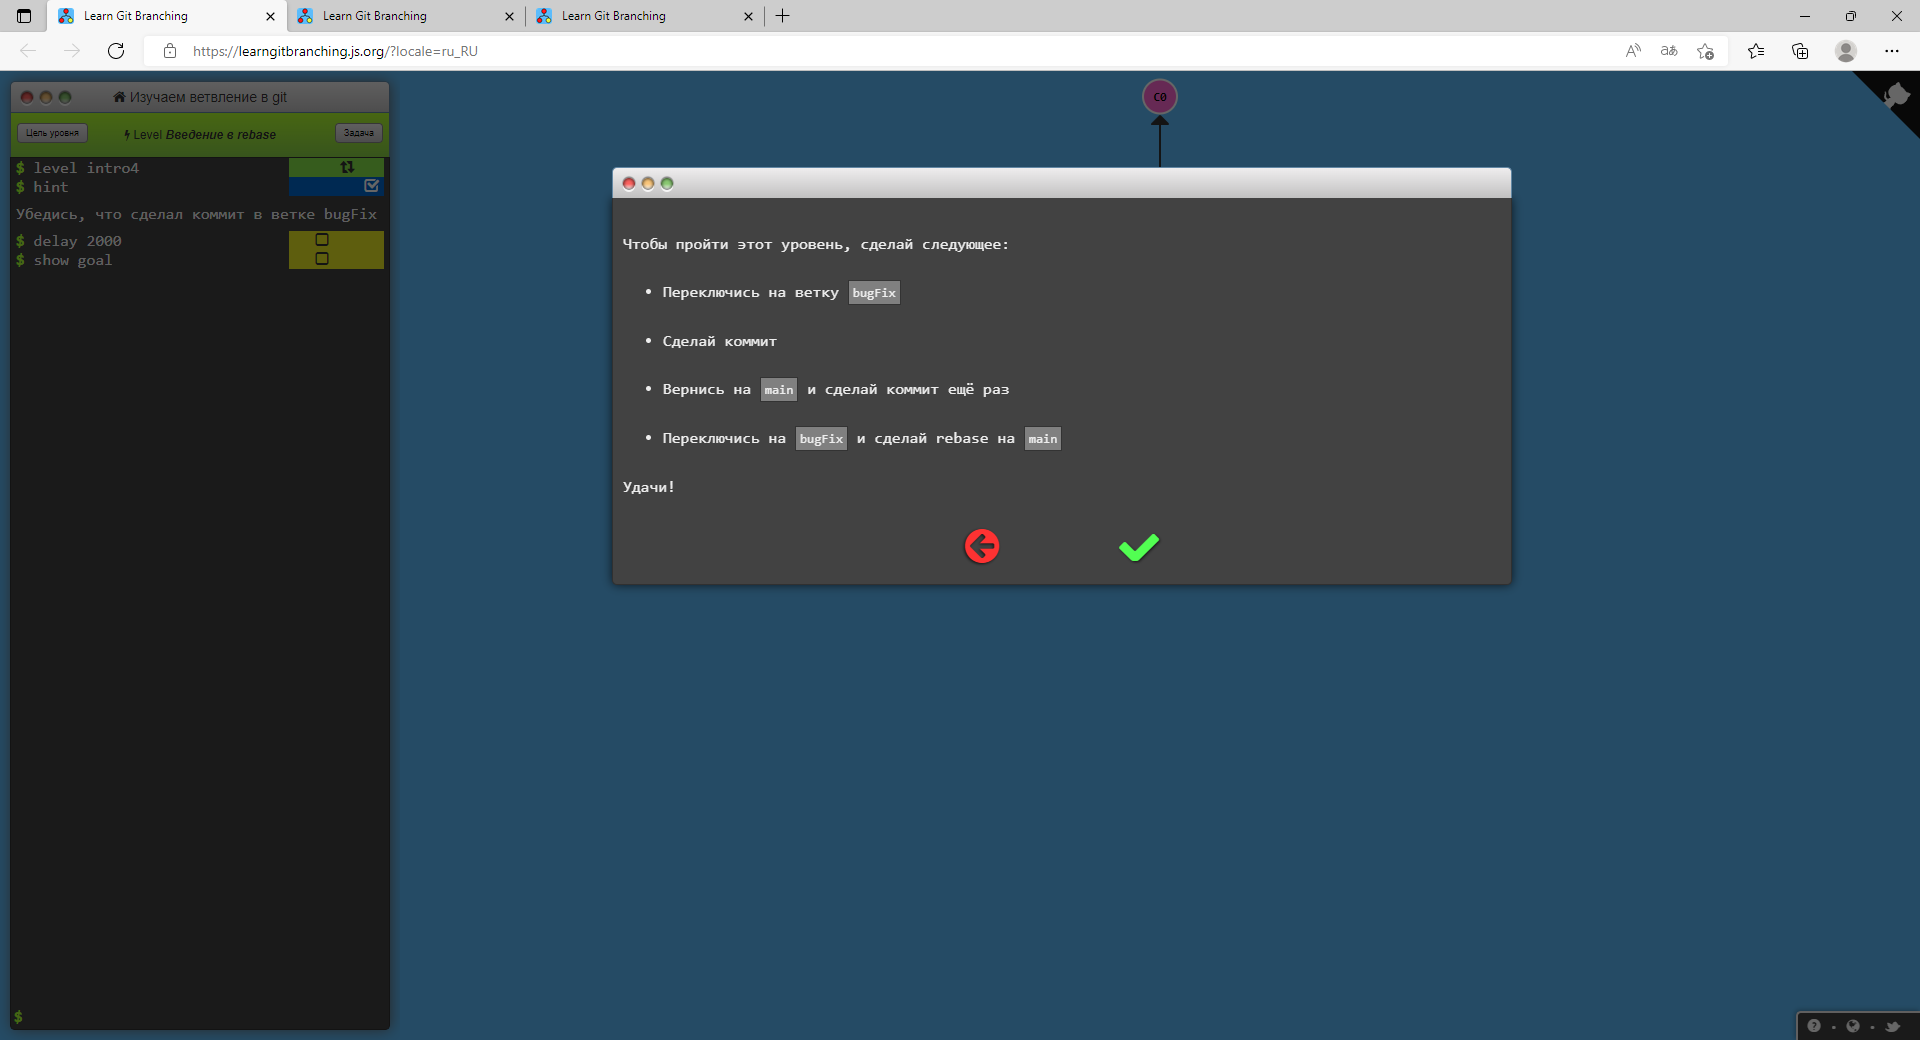 Learn Git Branching
Learn Git Branching
Learn Git Branching
https://learngitbranching.js.org/?locale=ru_RU
Изучаем ветвление в git
Цель уровня
Level Введение в rebase
Задача
$ level intro4
$ hint
Убедись, что сделал коммит в ветке bugFix
$ delay 2000
$ show goal
$
C0
Чтобы пройти этот уровень, сделай следующее:
• Переключись на ветку bugFix
• Сделай коммит
• Вернись на main и сделай коммит ещё раз
• Переключись на bugFix и сделай rebase на main
Удачи!